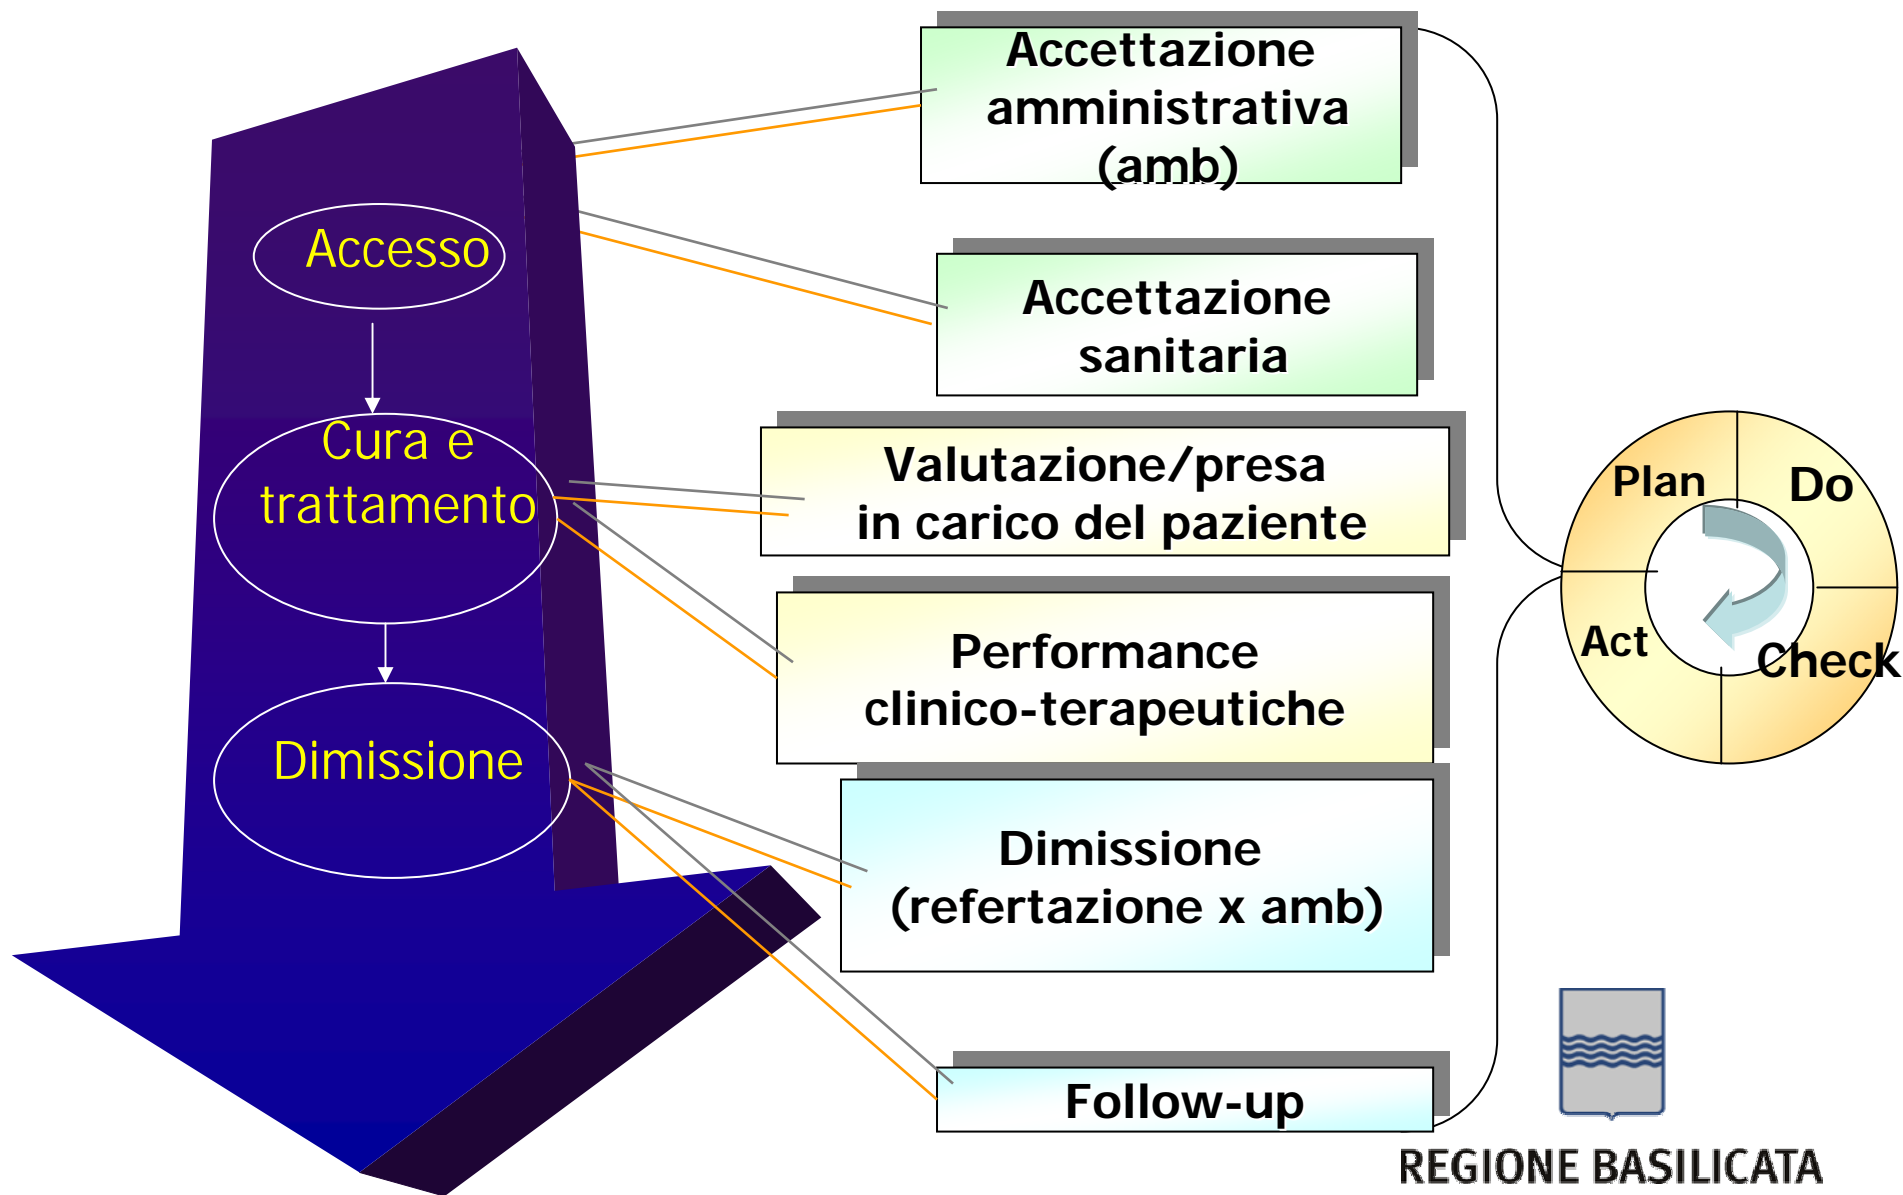 Accesso
Cura e
trattamento
Dimissione
Accettazione
amministrativa
(amb)
Accettazione
sanitaria
Valutazione/presa
in carico del paziente
Performance
clinico-terapeutiche
Dimissione
(refertazione x amb)
Follow-up
Plan
Do
Act
Check
REGIONE BASILICATA